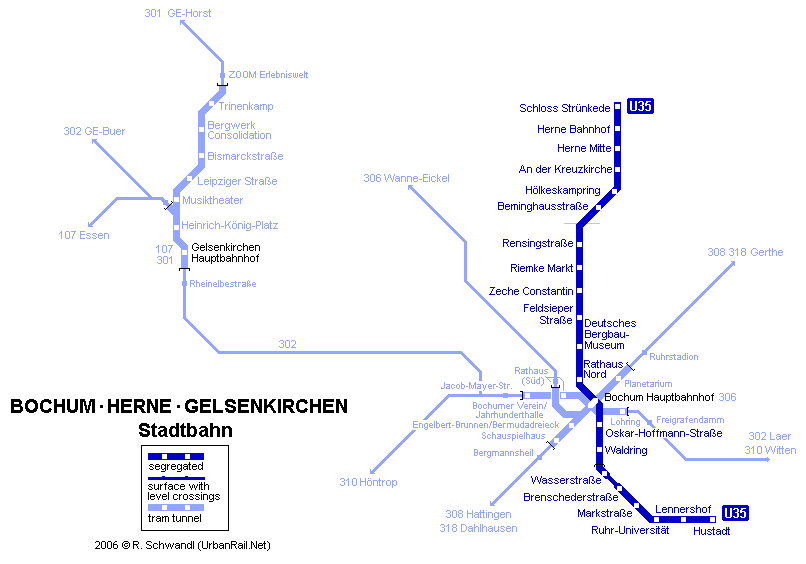 301 GE-Horst
ZOOM Erlebniswelt
Trinenkamp
Bergwerk
Consolidation
302 GE-Buer
Bismarckstraße
Leipziger Straße
Musiktheater
107 Essen
Heinrich-König-Platz
107
301
Gelsenkirchen
Hauptbahnhof
Rheinelbestraße
302
306 Wanne-Eickel
Schloss Strünkede
U35
Herne Bahnhof
Herne Mitte
An der Kreuzkirche
Hölkeskampring
Berninghausstraße
Rensingstraße
308 318 Gerthe
Riemke Markt
Zeche Constantin
Feldsieper
Straße
Deutsches
Bergbau-
Museum
Rathaus
Nord
Ruhrstadion
Planetarium
Rathaus
(Süd)
Jacob-Mayer-Str.
Bochumer Verein/
Jahrhunderthalle
Bochum Hauptbahnhof 306
Engelbert-Brunnen/Bermudadreieck
Lohring
Freigrafendamm
Schauspielhaus
Oskar-Hoffmann-Straße
302 Laer
310 Witten
Bergmannsheil
Waldring
310 Höntrop
Wasserstraße
Brenschederstraße
308 Hattingen
318 Dahlhausen
Markstraße
Lennershof
U35
Ruhr-Universität
Hustadt
BOCHUM · HERNE · GELSENKIRCHEN
Stadtbahn
segregated
surface with
level crossings
tram tunnel
2006 © R. Schwandl (UrbanRail.Net)